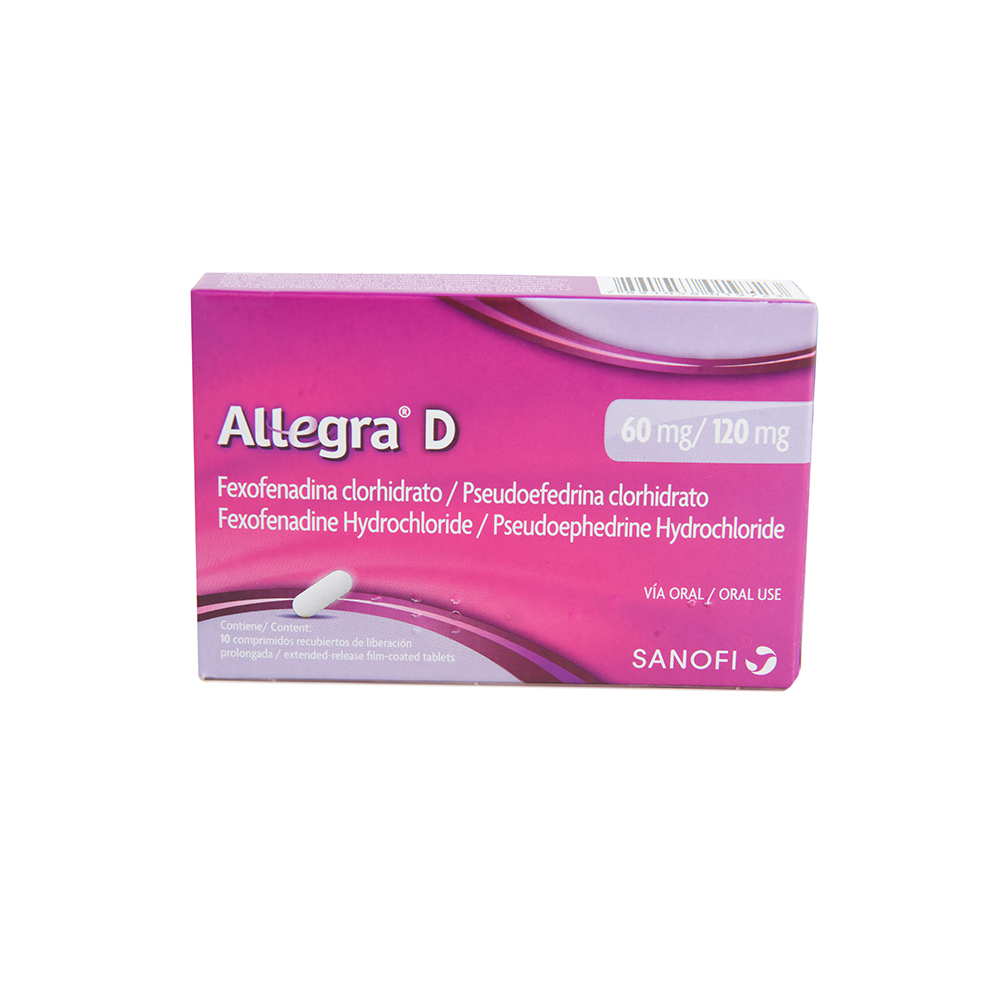 Allegra® D
60 mg/ 120 mg
Fexofenadina clorhidrato / Pseudoefedrina clorhidrato
Fexofenadine Hydrochloride / Pseudoephedrine Hydrochloride
VÍA ORAL / ORAL USE
Contiene/ Content:
10 comprimidos recubiertos de liberación
prolongada / extended-release film-coated tablets
SANOFI